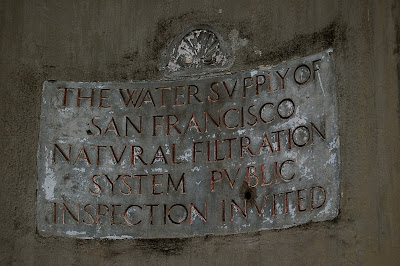 THE WATER SVPPLY OF
SAN FRANCISCO
NATVRAL FILTRATION
SYSTEM PVBLIC
INSPECTION INVITED